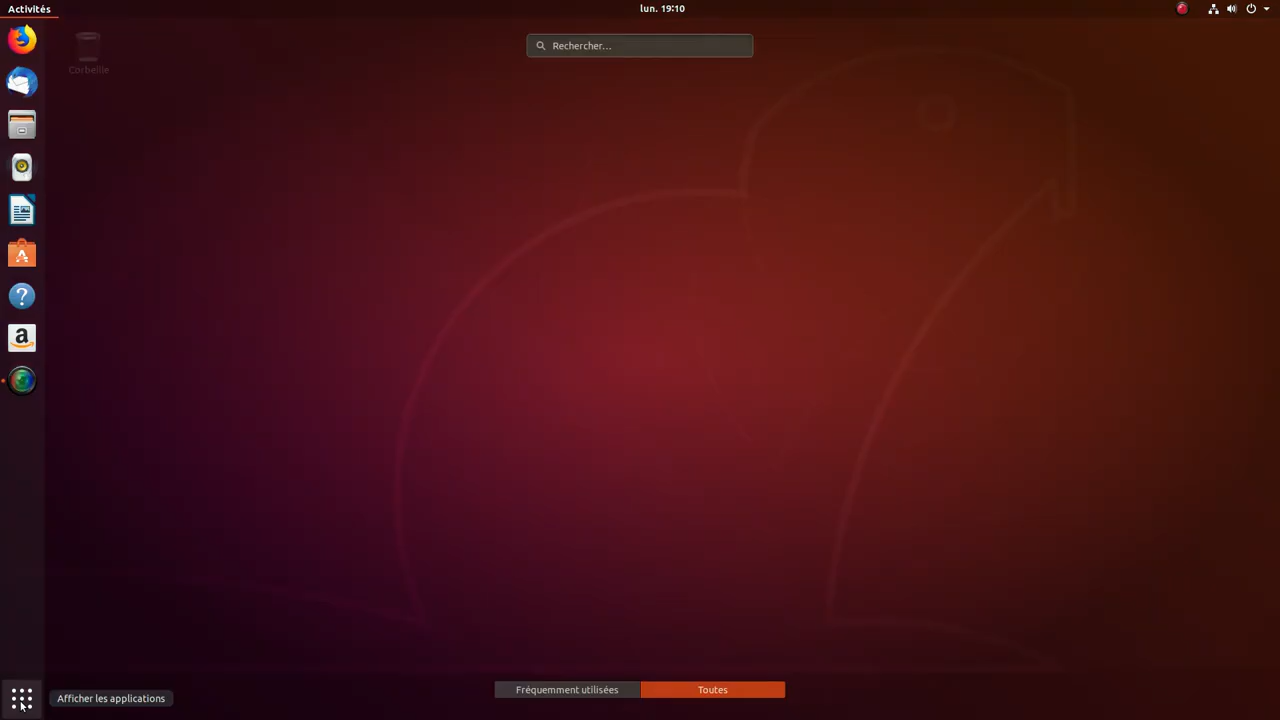 Activités
lun. 19:10
Rechercher...
Corbeille
a
Afficher les applications
Fréquemment utilisées
Toutes